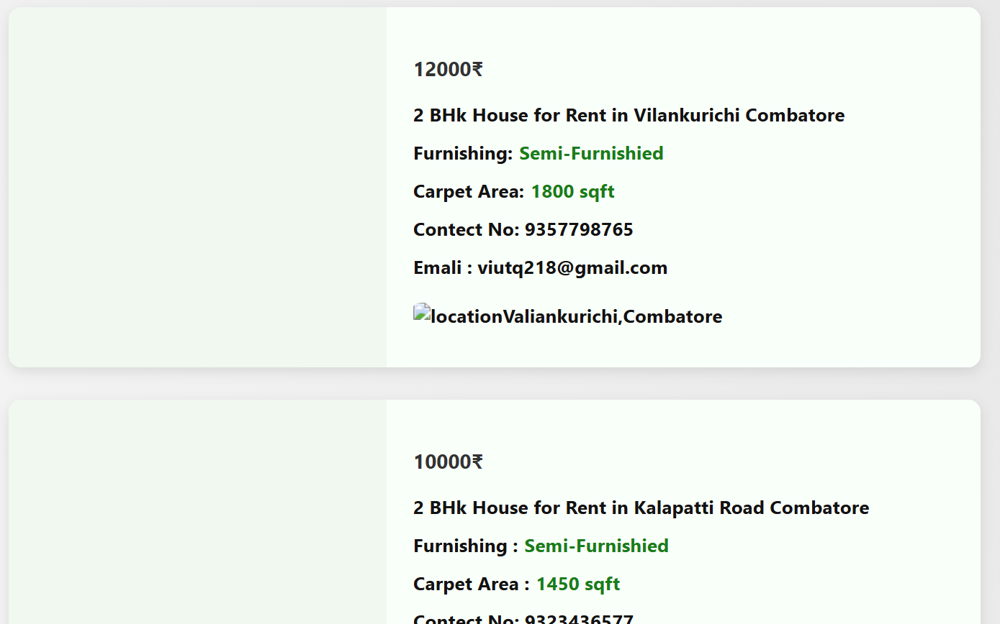 12000₹
2 BHk House for Rent in Vilankurichi Combatore
Furnishing: Semi-Furnishied
Carpet Area: 1800 sqft
Contect No: 9357798765
Emali : viutq218@gmail.com
locationValiankurichi,Combatore
10000₹
2 BHk House for Rent in Kalapatti Road Combatore
Furnishing : Semi-Furnishied
Carpet Area : 1450 sqft
Contect No: 9323436577